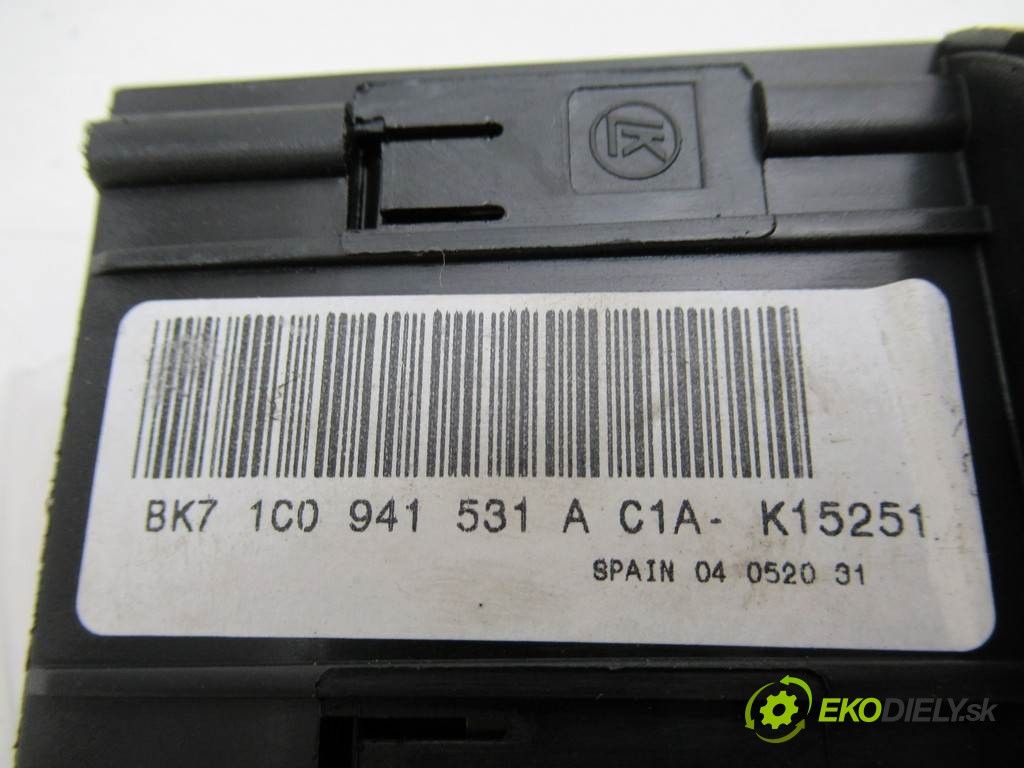 LK
BK7 1C0 941 531 A C1A- K15251
SPAIN 04 0520 31
EKODIELY.sk